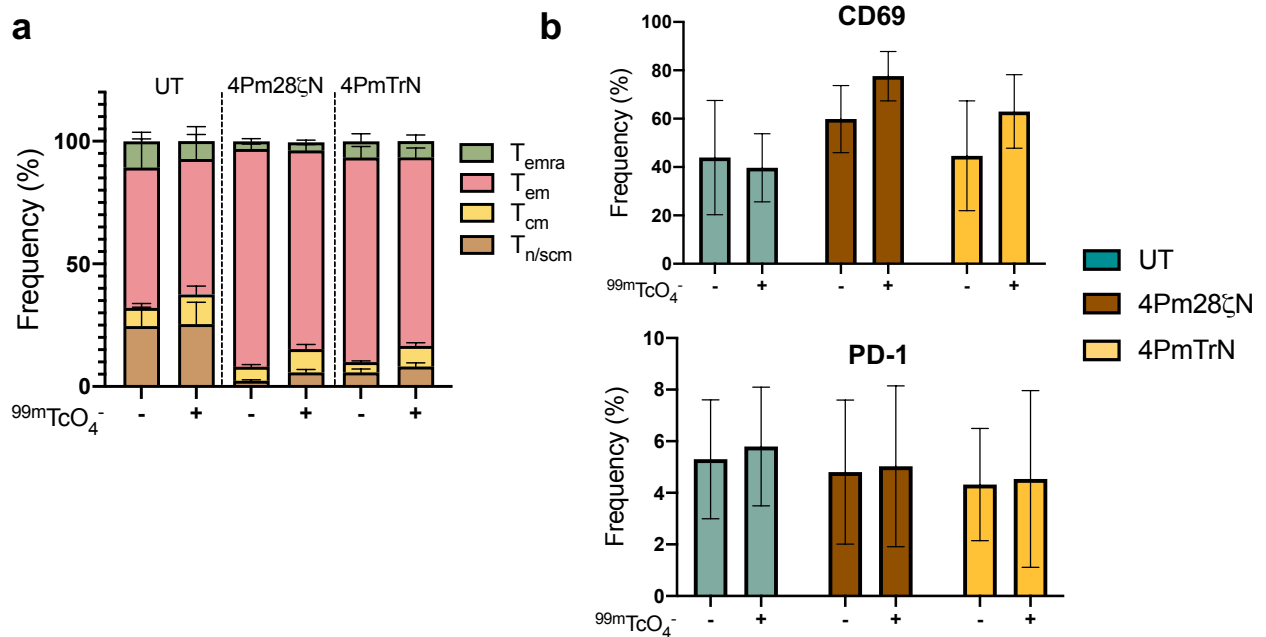 a
UT 4Pm28ζN 4PmTrN
Frequency (%)
100
50
0
- + - + - +
99mTcO4-
Temra
Tem
Tcm
Tn/scm
b
CD69
Frequency (%)
100
80
60
40
20
0
- + - + - +
99mTcO4-
PD-1
Frequency (%)
10
8
6
4
2
0
- + - + - +
99mTcO4-
UT
4Pm28ζN
4PmTrN